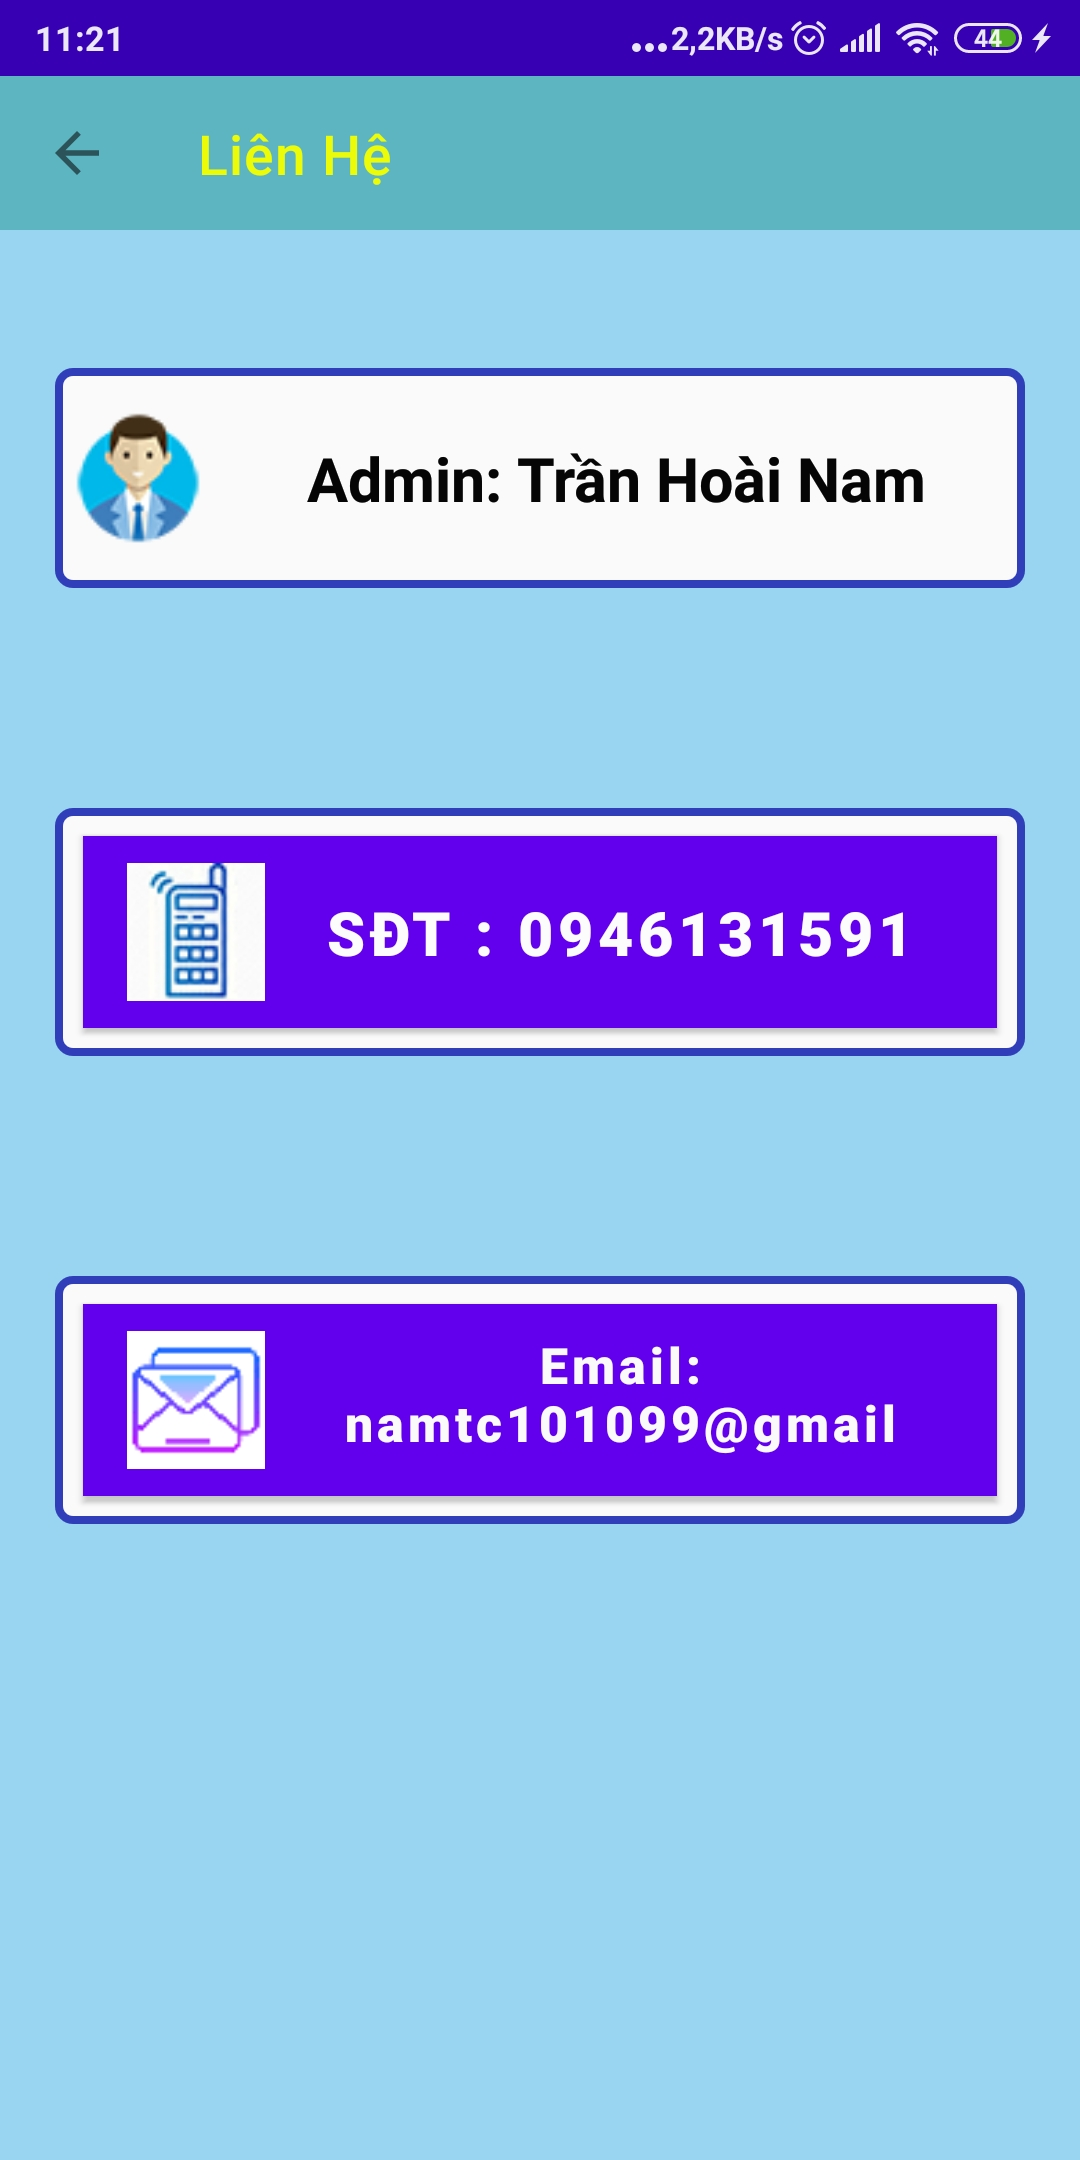 11:21
...2,2KB/s
44
Liên Hệ
Admin: Trần Hoài Nam
SĐT : 0946131591
Email:
namtc101099@gmail